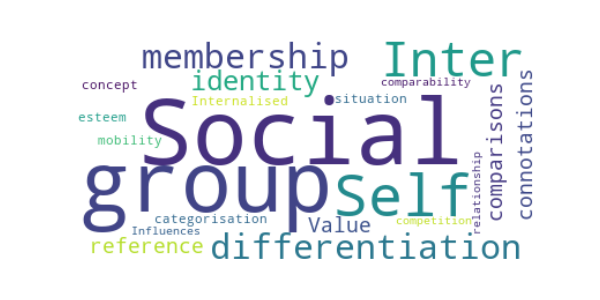 membership
Inter
concept
identity
comparability
Internalised
situation
Social
esteem
mobility
comparisons
connotations
group
Self
relationship
categorisation
Value
competition
Influences
reference
differentiation